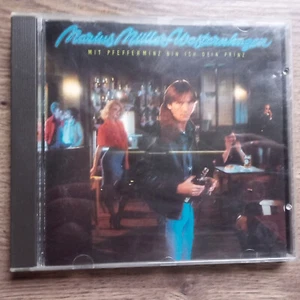 Marius Müller-Westernhagen
MIT PFEFFERMINZ BIN ICH DEIN PRINZ